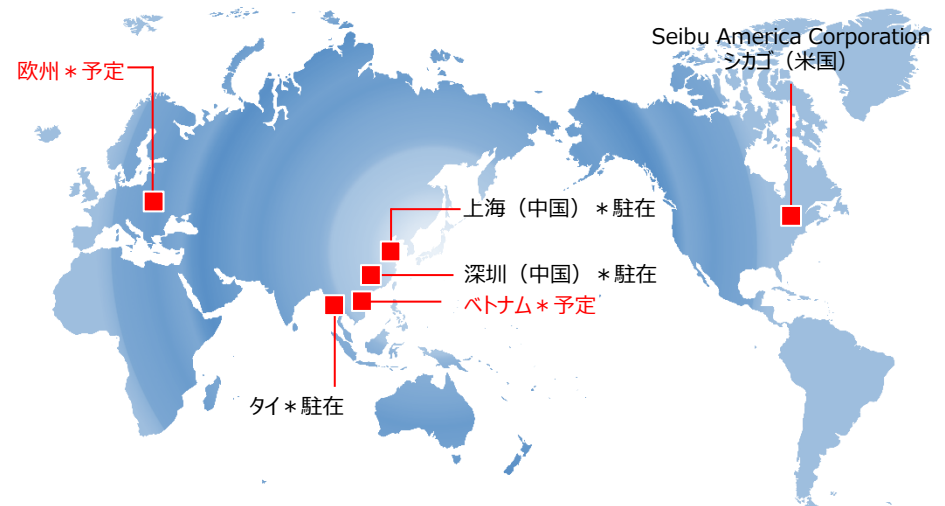 Seibu America Corporation
シカゴ（米国）
欧州＊予定
上海（中国）＊駐在
深圳（中国）＊駐在
ベトナム＊予定
タイ＊駐在